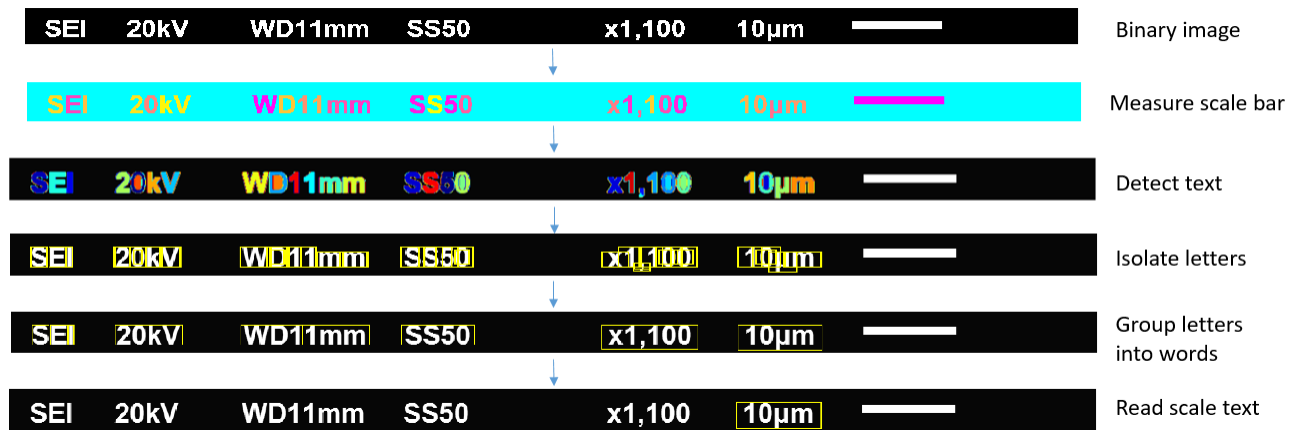 SEI 20kV WD11mm SS50 x1,100 10µm Binary image
SEI 20kV WD11mm SS50 x1,100 10µm Measure scale bar
SEI 20kV WD11mm SS50 x1,100 10µm Detect text
SEI 20kV WD11mm SS50 x1,100 10µm Isolate letters
SEI 20kV WD11mm SS50 x1,100 10µm Group letters
into words
SEI 20kV WD11mm SS50 x1,100 10µm Read scale text